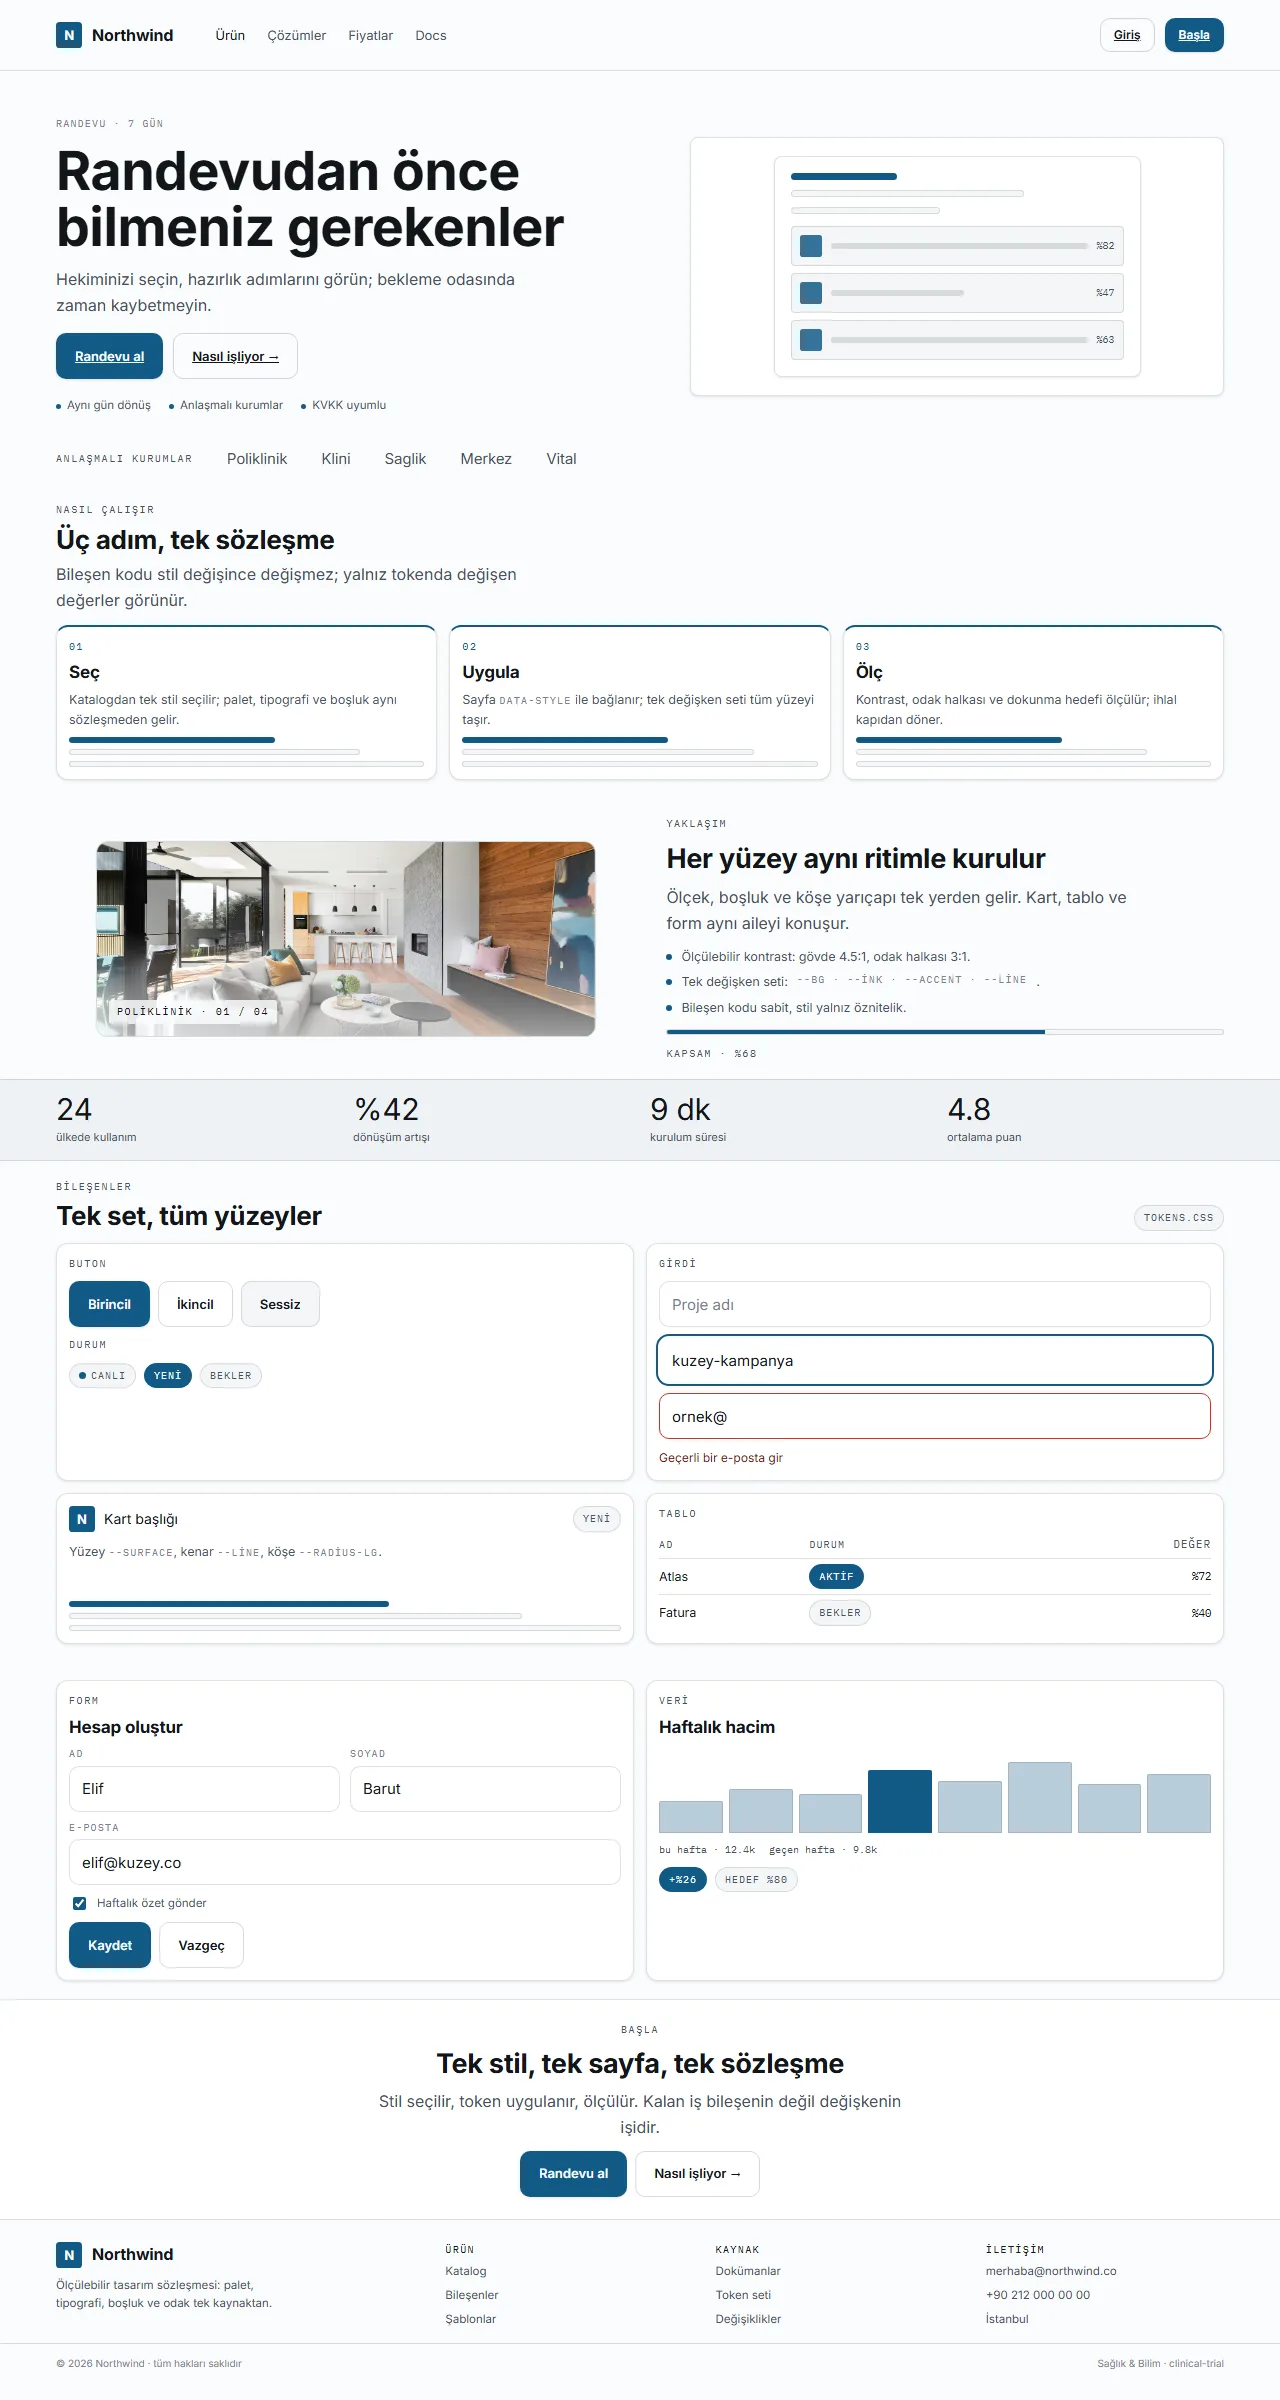 N Northwind Ürün Çözümler Fiyatlar Docs Giriş Başla
RANDEVU · 7 GÜN
Randevudan önce
bilmeniz gerekenler
Hekiminizi seçin, hazırlık adımlarını görün; bekleme odasında
zaman kaybetmeyin.
Randevu al Nasıl işliyor →
Aynı gün dönüş Anlaşmalı kurumlar KVKK uyumlu
%82
%47
%63
ANLAŞMALI KURUMLAR Poliklinik Klini Saglik Merkez Vital
NASIL ÇALIŞIR
Üç adım, tek sözleşme
Bileşen kodu stil değişince değişmez; yalnız tokenda değişen
değerler görünür.
01
Seç
Katalogdan tek stil seçilir; palet, tipografi ve boşluk aynı
sözleşmeden gelir.
02
Uygula
Sayfa DATA-STYLE ile bağlanır; tek değişken seti tüm yüzeyi
taşır.
03
Ölç
Kontrast, odak halkası ve dokunma hedefi ölçülür; ihlal
kapıdan döner.
POLİKLİNİK · 01 / 04
YAKLAŞIM
Her yüzey aynı ritimle kurulur
Ölçek, boşluk ve köşe yarıçapı tek yerden gelir. Kart, tablo ve
form aynı aileyi konuşur.
Ölçülebilir kontrast: gövde 4.5:1, odak halkası 3:1.
Tek değişken seti: --BG · --İNK · --ACCENT · --LİNE .
Bileşen kodu sabit, stil yalnız öznitelik.
KAPSAM · %68
24
ülkede kullanım
%42
dönüşüm artışı
9 dk
kurulum süresi
4.8
ortalama puan
BİLEŞENLER
Tek set, tüm yüzeyler
TOKENS.CSS
BUTON
Birincil İkincil Sessiz
DURUM
CANLI YENİ BEKLER
GİRDİ
Proje adı
kuzey-kampanya
ornek@
Geçerli bir e-posta gir
N Kart başlığı YENİ
Yüzey --SURFACE, kenar --LİNE, köşe --RADİUS-LG.
TABLO
AD DURUM DEĞER
Atlas AKTİF %72
Fatura BEKLER %40
FORM
Hesap oluştur
AD SOYAD
Elif Barut
E-POSTA
elif@kuzey.co
Haftalık özet gönder
Kaydet Vazgeç
VERİ
Haftalık hacim
bu hafta · 12.4k geçen hafta · 9.8k
+%26 HEDEF %80
BAŞLA
Tek stil, tek sayfa, tek sözleşme
Stil seçilir, token uygulanır, ölçülür. Kalan iş bileşenin değil değişkenin
işidir.
Randevu al Nasıl işliyor →
N Northwind
Ölçülebilir tasarım sözleşmesi: palet,
tipografi, boşluk ve odak tek kaynaktan.
ÜRÜN
Katalog
Bileşenler
Şablonlar
KAYNAK
Dokümanlar
Token seti
Değişiklikler
İLETİŞİM
merhaba@northwind.co
+90 212 000 00 00
İstanbul
© 2026 Northwind · tüm hakları saklıdır
Sağlık & Bilim · clinical-trial